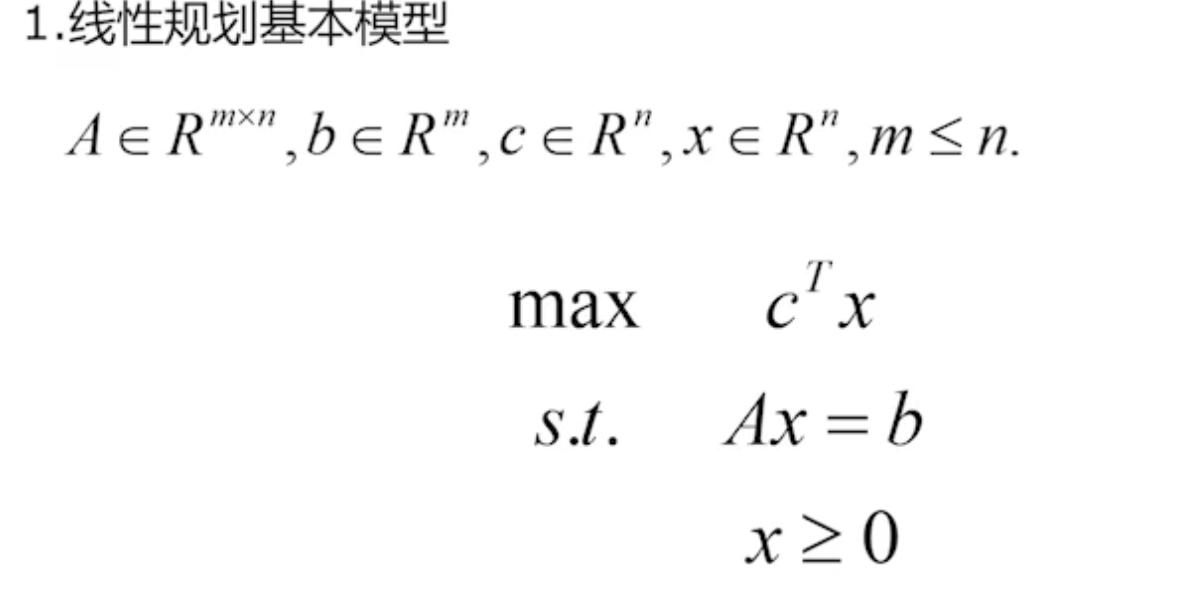 1.线性规划基本模型
A ∈ R^{m×n}, b ∈ R^m, c ∈ R^n, x ∈ R^n, m ≤ n.
max c^T x
s.t. Ax = b
x ≥ 0